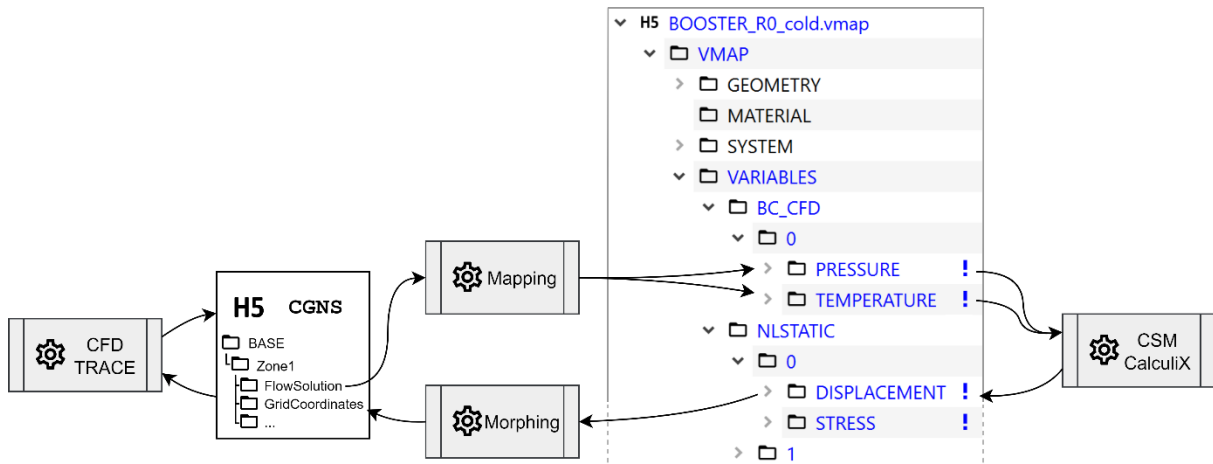 CFD
TRACE
H5 CGNS
BASE
Zone1
FlowSolution
GridCoordinates
...
Mapping
Morphing
H5 BOOSTER_R0_cold.vmap
VMAP
GEOMETRY
MATERIAL
SYSTEM
VARIABLES
BC_CFD
0
PRESSURE !
TEMPERATURE !
NLSTATIC
0
DISPLACEMENT !
STRESS !
1
CSM
CalculiX